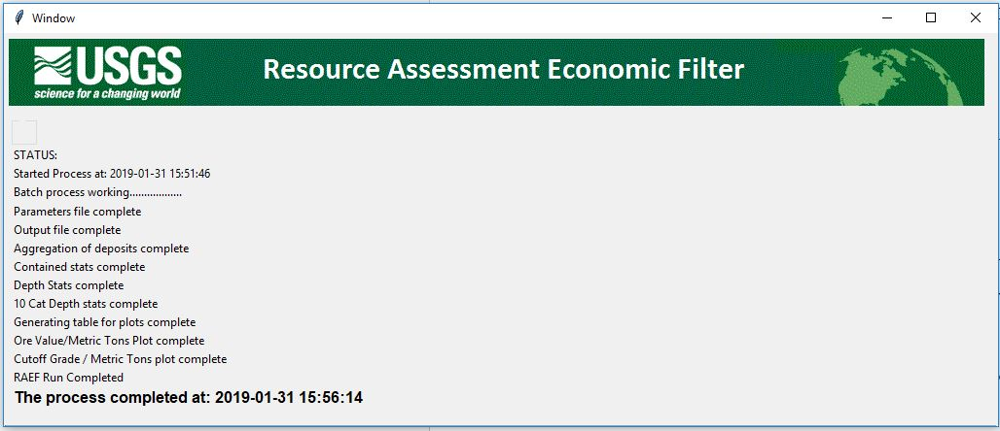 Window
USGS
science for a changing world
Resource Assessment Economic Filter
STATUS:
Started Process at: 2019-01-31 15:51:46
Batch process working..................
Parameters file complete
Output file complete
Aggregation of deposits complete
Contained stats complete
Depth Stats complete
10 Cat Depth stats complete
Generating table for plots complete
Ore Value/Metric Tons Plot complete
Cutoff Grade / Metric Tons plot complete
RAEF Run Completed
The process completed at: 2019-01-31 15:56:14